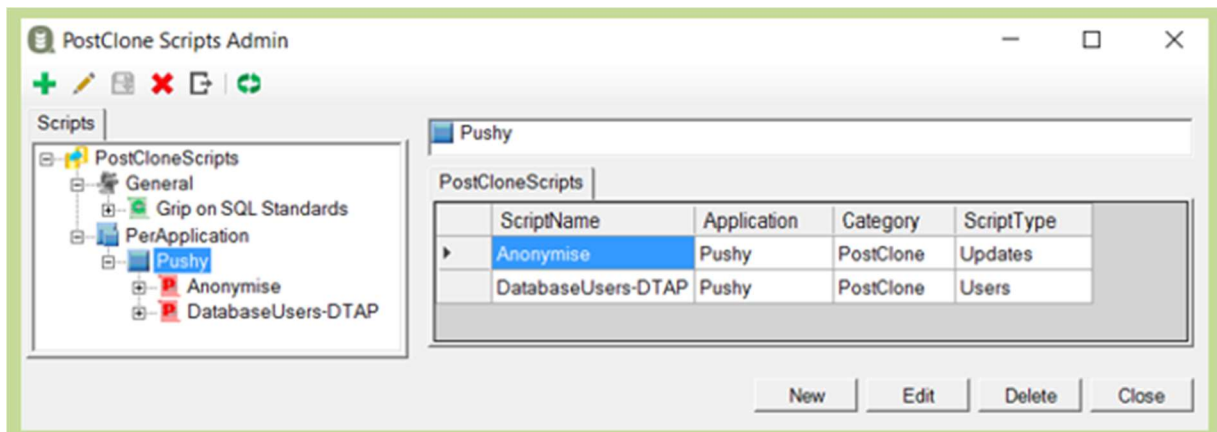 PostClone Scripts Admin
Scripts
PostCloneScripts
General
Grip on SQL Standards
PerApplication
Pushy
Anonymise
DatabaseUsers-DTAP
Pushy
PostCloneScripts
ScriptName Application Category ScriptType
Anonymise Pushy PostClone Updates
DatabaseUsers-DTAP Pushy PostClone Users
New Edit Delete Close